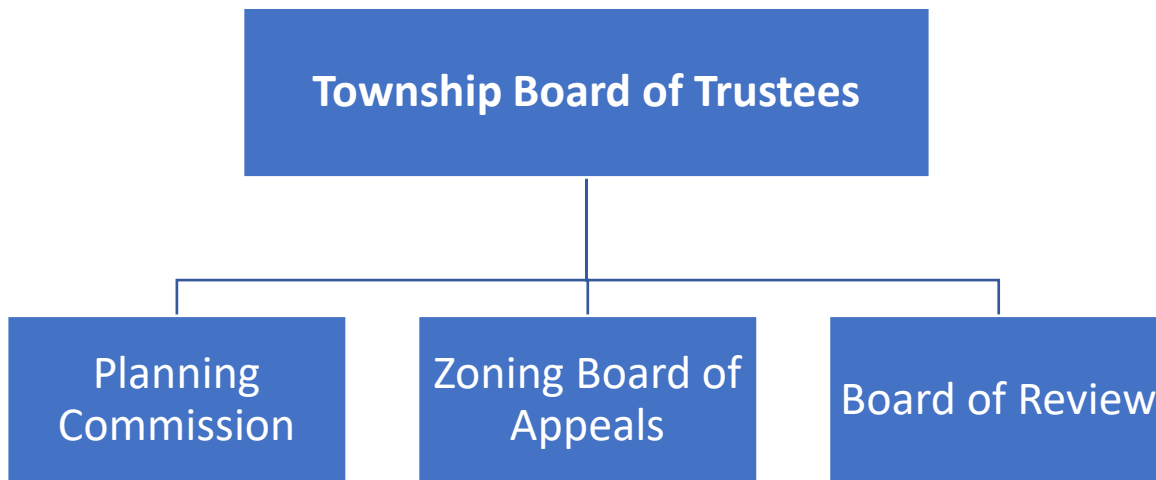 Township Board of Trustees
Planning
Commission
Zoning Board of
Appeals
Board of Review